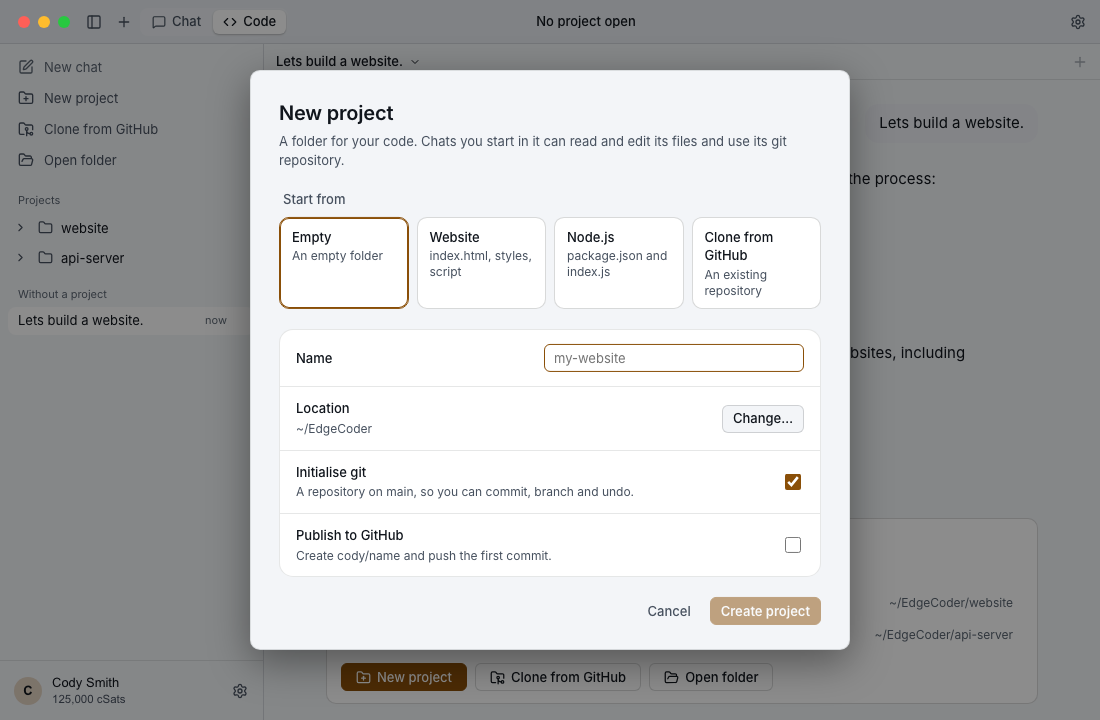 Chat
Code
No project open
New chat
New project
Clone from GitHub
Open folder
Projects
website
api-server
Without a project
Lets build a website.
now
Cody Smith
125,000 cSats
C
Lets build a website.
Lets build a website.
the process:
bsites, including
~/EdgeCoder/website
~/EdgeCoder/api-server
New project
Clone from GitHub
Open folder
New project
A folder for your code. Chats you start in it can read and edit its files and use its git
repository.
Start from
Empty
An empty folder
Website
index.html, styles,
script
Node.js
package.json and
index.js
Clone from
GitHub
An existing
repository
Name
my-website
Location
~/EdgeCoder
Change...
Initialise git
A repository on main, so you can commit, branch and undo.
Publish to GitHub
Create cody/name and push the first commit.
Cancel
Create project